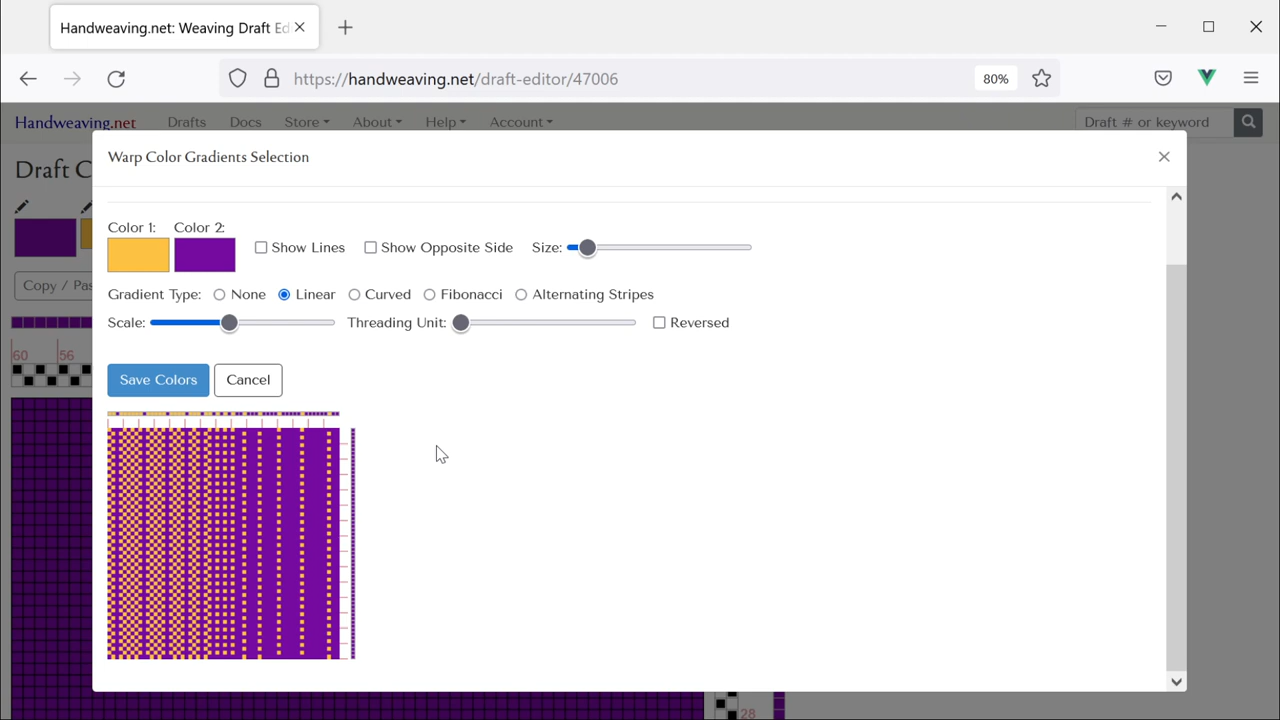 Handweaving.net: Weaving Draft Ed
https://handweaving.net/draft-editor/47006
80%
Handweaving.net Drafts Docs Store About Help Account Draft # or keyword
Warp Color Gradients Selection
Draft C
Color 1: Color 2:
Show Lines Show Opposite Side Size:
Copy / Pas
Gradient Type: None Linear Curved Fibonacci Alternating Stripes
Scale: Threading Unit: Reversed
60 56
Save Colors Cancel
28